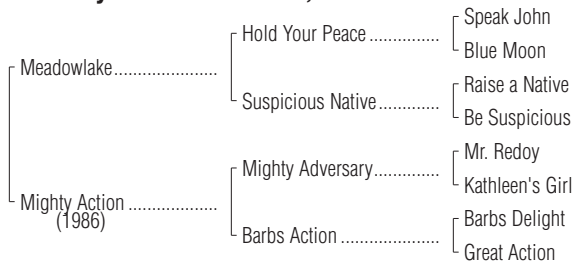 Speak John
Hold Your Peace ...............
Blue Moon
Meadowlake......................
Raise a Native
Suspicious Native.............
Be Suspicious
Mr. Redoy
Mighty Adversary..............
Kathleen's Girl
Mighty Action ...................
(1986)
Barbs Delight
Barbs Action .....................
Great Action